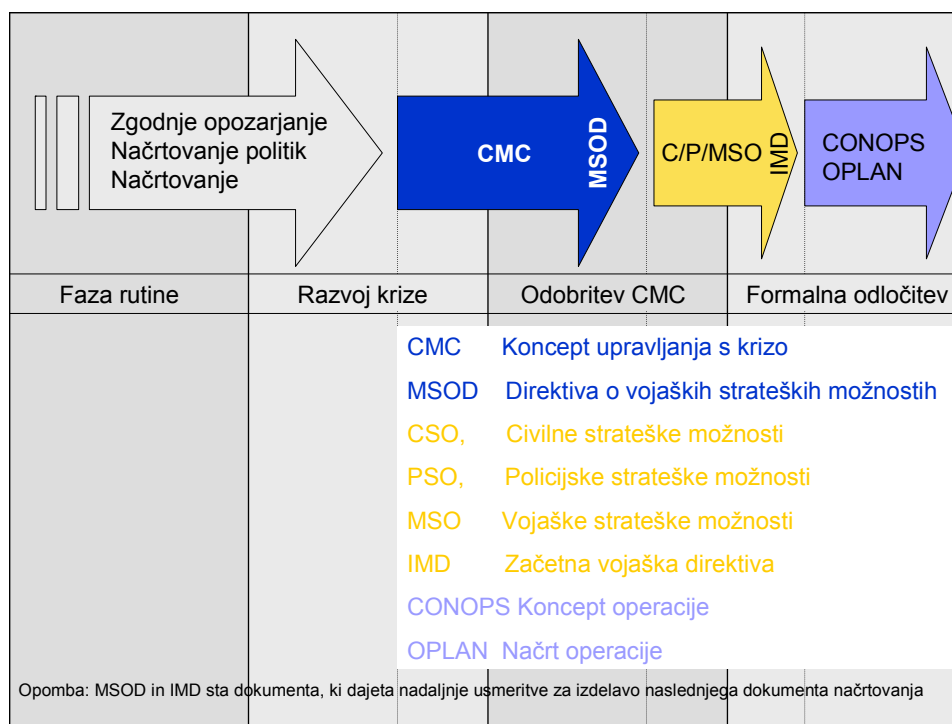 Zgodnje opozarjanje
Načrtovanje politik
Načrtovanje
CMC
MSOD
C/P/MSO
IMD
CONOPS
OPLAN
Faza rutine
Razvoj krize
Odobritev CMC
Formalna odločitev
CMC Koncept upravljanja s krizo
MSOD Direktiva o vojaških strateških možnostih
CSO, Civilne strateške možnosti
PSO, Policijske strateške možnosti
MSO Vojaške strateške možnosti
IMD Začetna vojaška direktiva
CONOPS Koncept operacije
OPLAN Načrt operacije
Opomba: MSOD in IMD sta dokumenta, ki dajeta nadaljnje usmeritve za izdelavo naslednjega dokumenta načrtovanja